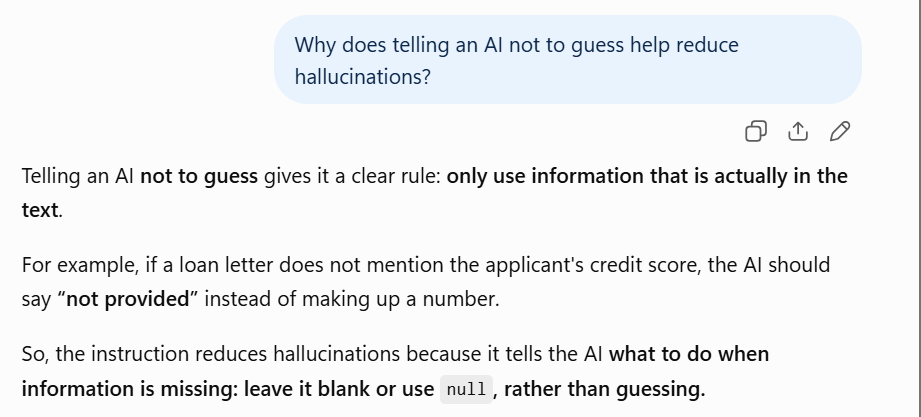 Why does telling an AI not to guess help reduce
hallucinations?
Telling an AI not to guess gives it a clear rule: only use information that is actually in the
text.
For example, if a loan letter does not mention the applicant's credit score, the AI should
say “not provided” instead of making up a number.
So, the instruction reduces hallucinations because it tells the AI what to do when
information is missing: leave it blank or use null, rather than guessing.